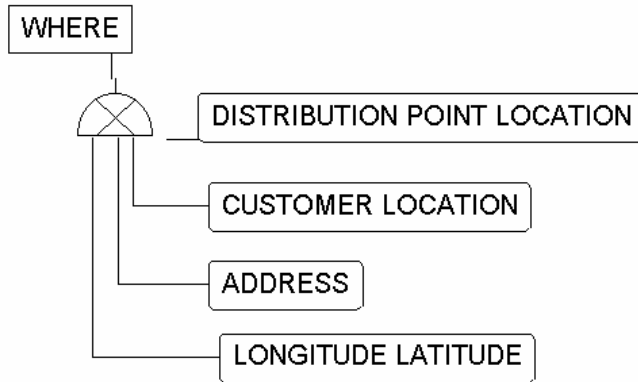 WHERE
DISTRIBUTION POINT LOCATION
CUSTOMER LOCATION
ADDRESS
LONGITUDE LATITUDE